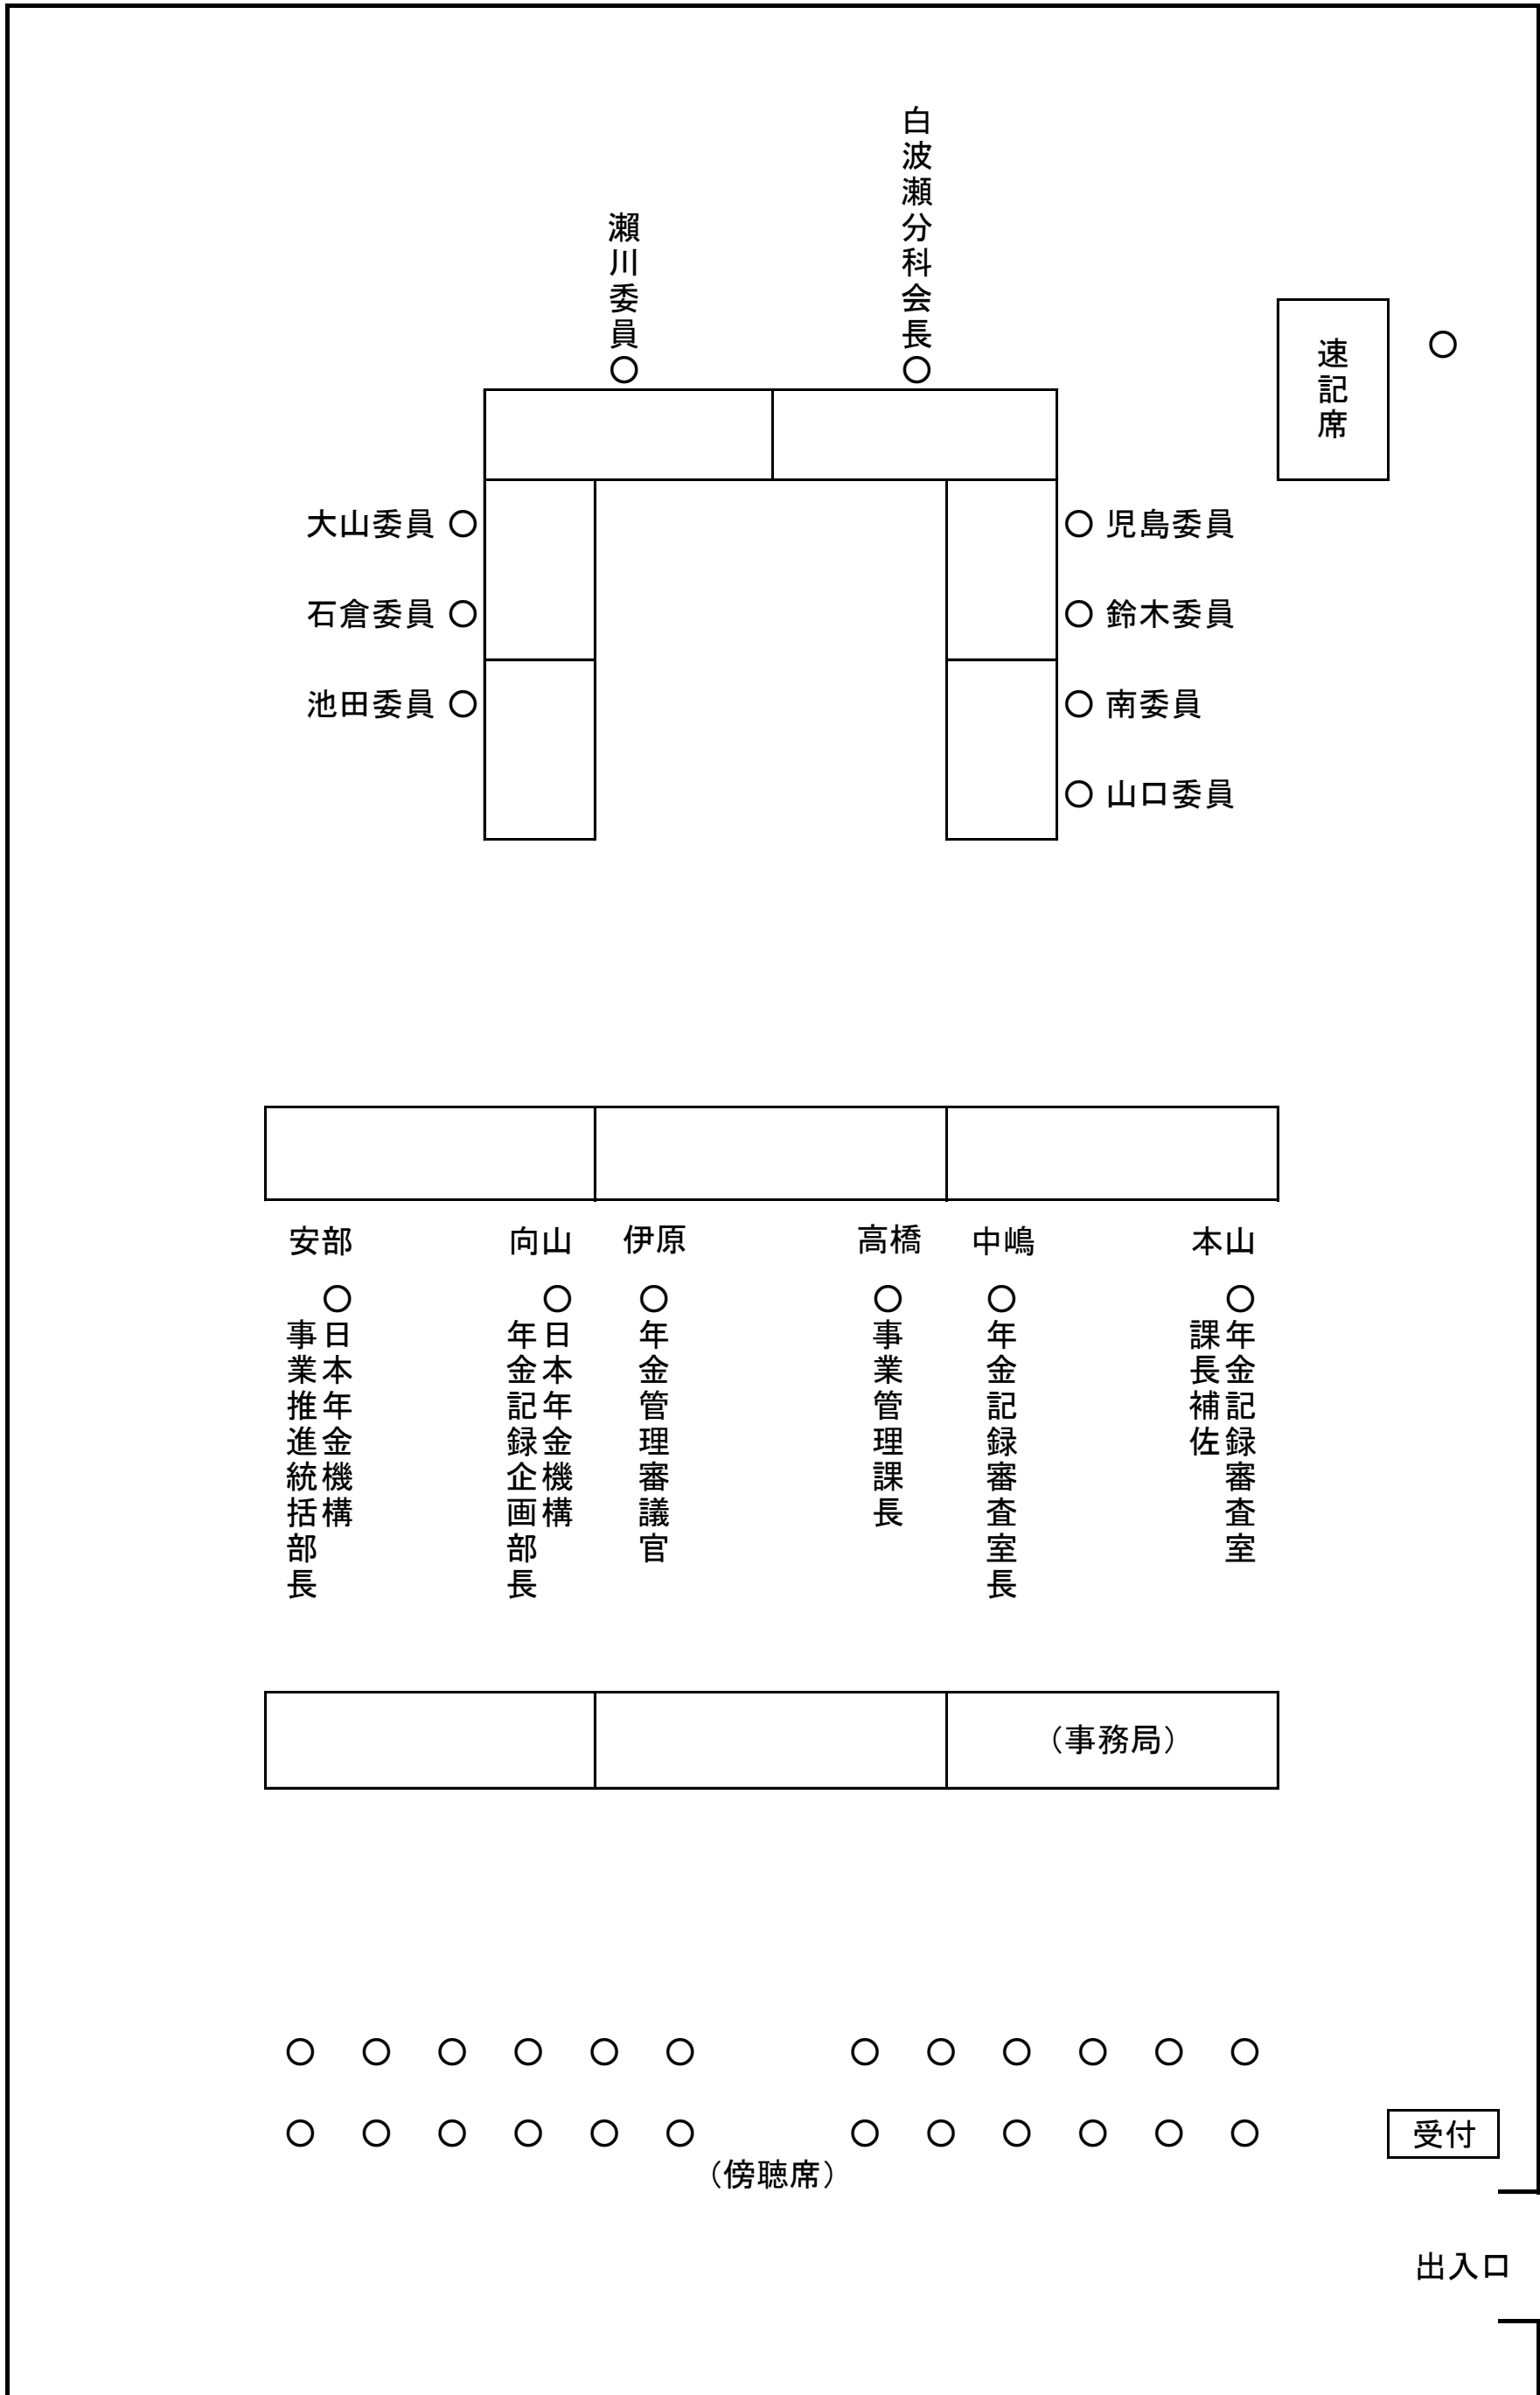 白波瀬分科会長○
瀬川委員○
速記席
○
大山委員 ○
○ 児島委員
石倉委員 ○
○ 鈴木委員
池田委員 ○
○ 南委員
○ 山口委員
安部
○日本年金機構
事業推進統括部長
向山
○日本年金機構
年金記録企画部長
伊原
○年金管理審議官
高橋
○事業管理課長
中嶋
○年金記録審査室長
本山
○年金記録審査室
課長補佐
（事務局）
○ ○ ○ ○ ○ ○ ○ ○ ○ ○ ○ ○
○ ○ ○ ○ ○ ○ ○ ○ ○ ○ ○ ○
（傍聴席）
受付
出入口